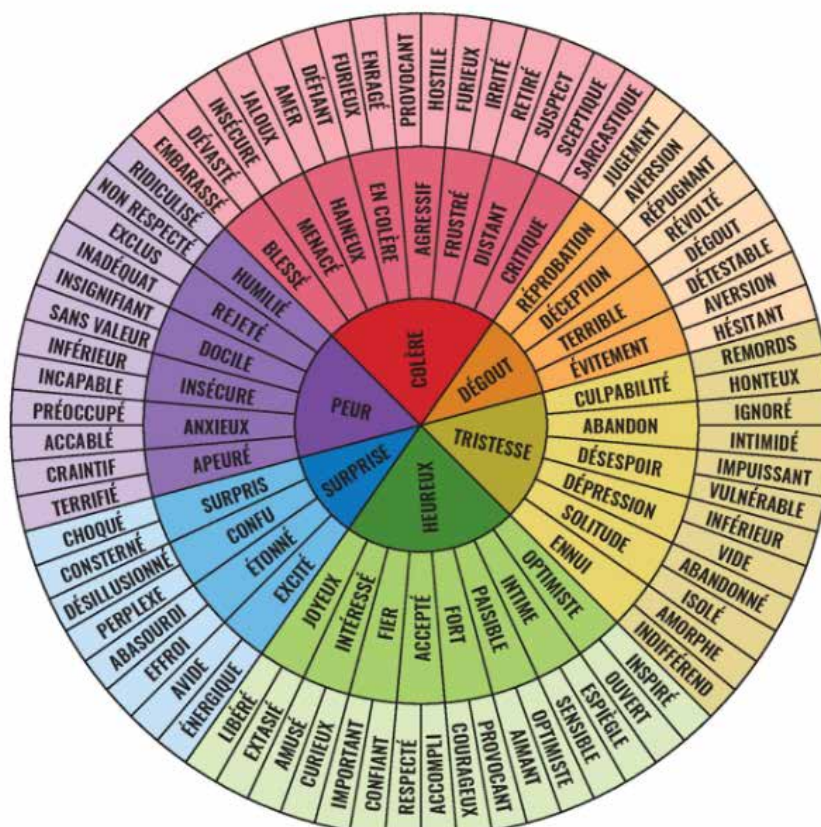 COLÈRE
DÉGOUT
TRISTESSE
HEUREUX
SURPRISE
PEUR
BLESSÉ
MENACÉ
HAINEUX
EN COLÈRE
AGRESSIF
FRUSTRÉ
DISTANT
CRITIQUE
RÉPROBATION
DÉCEPTION
TERRIBLE
ÉVITEMENT
CULPABILITÉ
ABANDON
DÉSESPOIR
DÉPRESSION
SOLITUDE
ENNUI
OPTIMISTE
INTIME
PAISIBLE
FORT
ACCEPTÉ
FIER
INTÉRESSÉ
JOYEUX
EXCITÉ
ÉTONNÉ
CONFU
SURPRIS
APEURÉ
ANXIEUX
INSÉCURE
DOCILE
REJETÉ
HUMILIÉ
EMBARASSÉ
DÉVASTÉ
INSÉCURE
JALOUX
AMER
DÉFIANT
FURIEUX
ENRAGÉ
PROVOCANT
HOSTILE
FURIEUX
IRRITÉ
RETIRÉ
SUSPECT
SCEPTIQUE
SARCASTIQUE
JUGEMENT
AVERSION
RÉPUGNANT
RÉVOLTÉ
DÉGOUT
DÉTESTABLE
AVERSION
HÉSITANT
REMORDS
HONTEUX
IGNORÉ
INTIMIDÉ
IMPUISSANT
VULNÉRABLE
INFÉRIEUR
VIDE
ABANDONNÉ
ISOLÉ
AMORPHE
INDIFFÉREND
INSPIRÉ
OUVERT
ESPIÉGLE
SENSIBLE
OPTIMISTE
AIMANT
PROVOCANT
COURAGEUX
ACCOMPLI
RESPECTÉ
CONFIANT
IMPORTANT
CURIEUX
AMUSÉ
EXTASIÉ
LIBÉRÉ
ÉNERGIQUE
AVIDE
EFFROI
ABASOURDI
PERPLEXE
DÉSILLUSIONNÉ
CONSTERNÉ
CHOQUÉ
TERRIFIÉ
CRAINTIF
ACCABLÉ
PRÉOCCUPÉ
INCAPABLE
INFÉRIEUR
SANS VALEUR
INSIGNIFIANT
INADÉQUAT
EXCLUS
NON RESPECTÉ
RIDICULISÉ